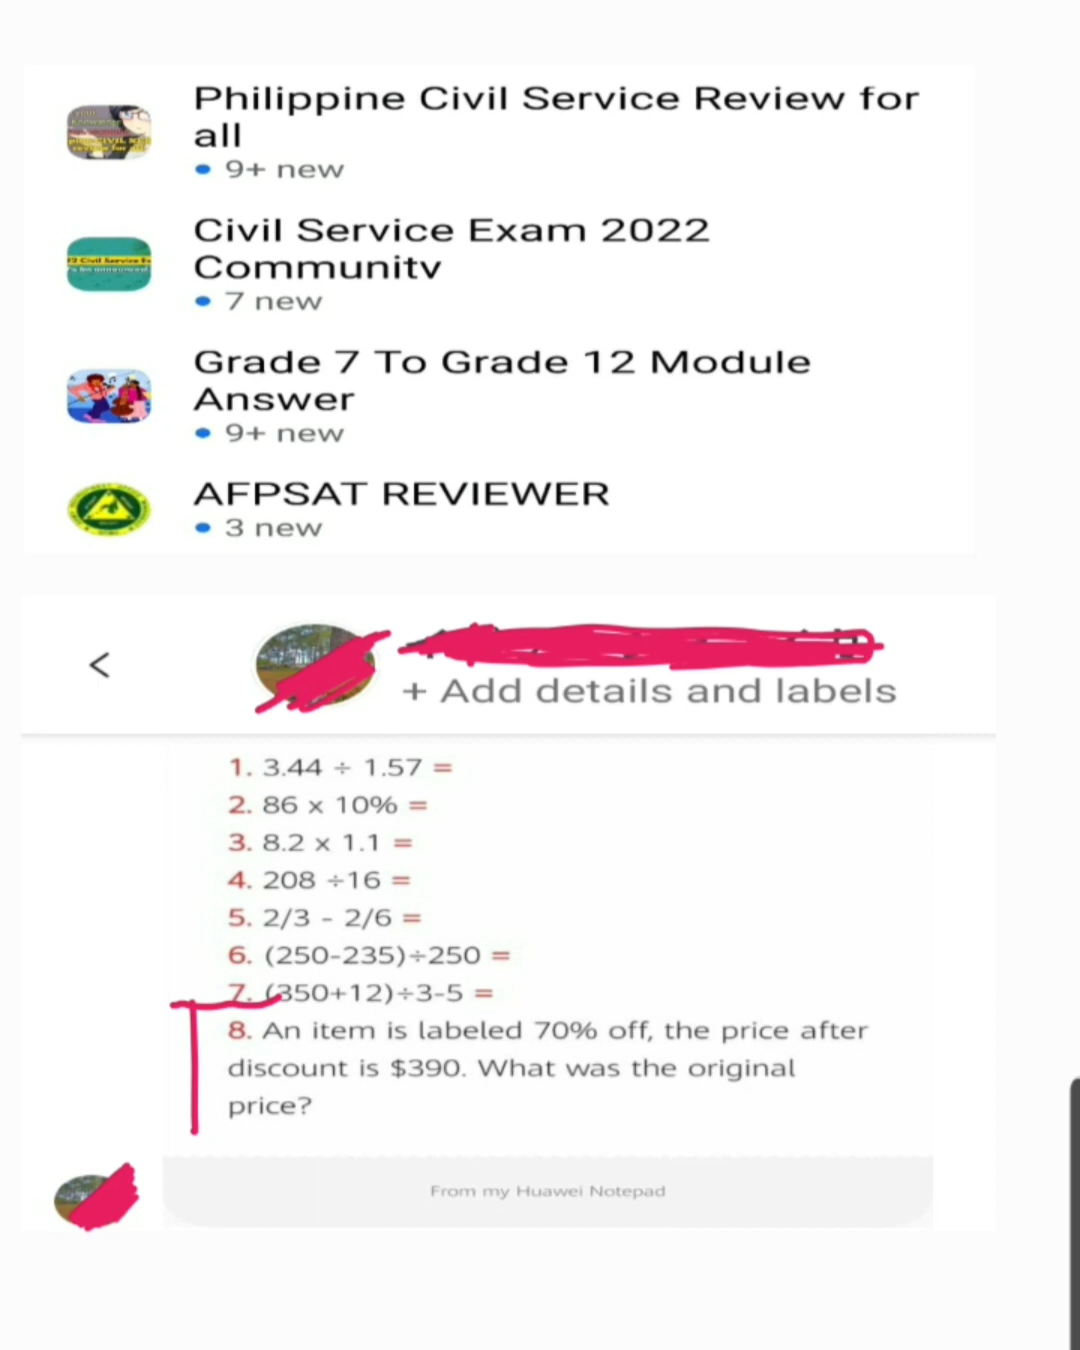 Philippine Civil Service Review for
all
• 9+ new
Civil Service Exam 2022
Community
• 7 new
Grade 7 To Grade 12 Module
Answer
• 9+ new
AFPSAT REVIEWER
• 3 new
<
+ Add details and labels
1. 3.44 ÷ 1.57 =
2. 86 x 10% =
3. 8.2 x 1.1 =
4. 208 ÷16 =
5. 2/3 - 2/6 =
6. (250-235)÷250 =
7. (350+12)÷3-5 =
8. An item is labeled 70% off, the price after
discount is $390. What was the original
price?
From my Huawei Notepad